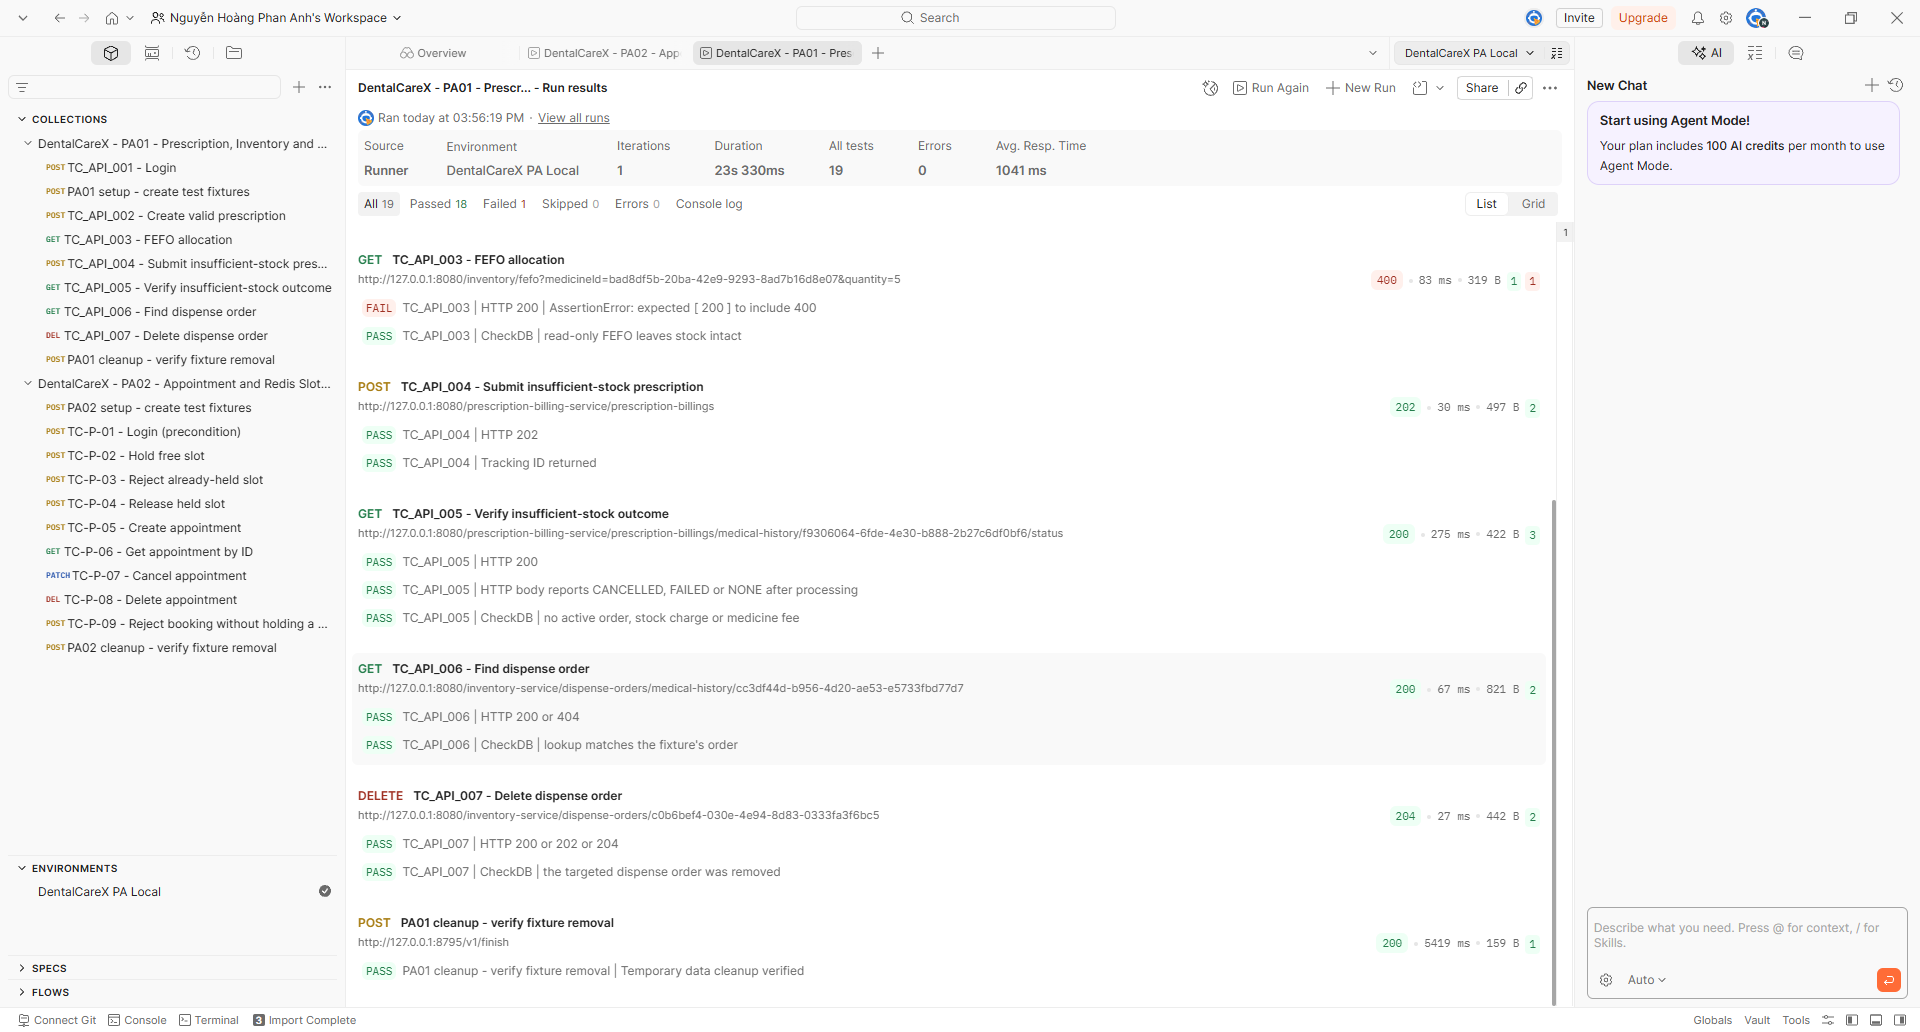 Nguyễn Hoàng Phan Anh's Workspace
Search
Invite
Upgrade
Overview
DentalCareX - PA02 - App
DentalCareX - PA01 - Pres
DentalCareX PA Local
AI
COLLECTIONS
DentalCareX - PA01 - Prescription, Inventory and ...
POST TC_API_001 - Login
POST PA01 setup - create test fixtures
POST TC_API_002 - Create valid prescription
GET TC_API_003 - FEFO allocation
POST TC_API_004 - Submit insufficient-stock pres...
GET TC_API_005 - Verify insufficient-stock outcome
GET TC_API_006 - Find dispense order
DEL TC_API_007 - Delete dispense order
POST PA01 cleanup - verify fixture removal
DentalCareX - PA02 - Appointment and Redis Slot...
POST PA02 setup - create test fixtures
POST TC-P-01 - Login (precondition)
POST TC-P-02 - Hold free slot
POST TC-P-03 - Reject already-held slot
POST TC-P-04 - Release held slot
POST TC-P-05 - Create appointment
GET TC-P-06 - Get appointment by ID
PATCH TC-P-07 - Cancel appointment
DEL TC-P-08 - Delete appointment
POST TC-P-09 - Reject booking without holding a ...
POST PA02 cleanup - verify fixture removal
ENVIRONMENTS
DentalCareX PA Local
SPECS
FLOWS
DentalCareX - PA01 - Prescr... - Run results
Run Again
New Run
Share
Ran today at 03:56:19 PM · View all runs
Source Environment Iterations Duration All tests Errors Avg. Resp. Time
Runner DentalCareX PA Local 1 23s 330ms 19 0 1041 ms
All 19 Passed 18 Failed 1 Skipped 0 Errors 0 Console log
List Grid
1
GET TC_API_003 - FEFO allocation
http://127.0.0.1:8080/inventory/fefo?medicineId=bad8df5b-20ba-42e9-9293-8ad7b16d8e07&quantity=5
400 • 83 ms • 319 B 1 1
FAIL TC_API_003 | HTTP 200 | AssertionError: expected [ 200 ] to include 400
PASS TC_API_003 | CheckDB | read-only FEFO leaves stock intact
POST TC_API_004 - Submit insufficient-stock prescription
http://127.0.0.1:8080/prescription-billing-service/prescription-billings
202 • 30 ms • 497 B 2
PASS TC_API_004 | HTTP 202
PASS TC_API_004 | Tracking ID returned
GET TC_API_005 - Verify insufficient-stock outcome
http://127.0.0.1:8080/prescription-billing-service/prescription-billings/medical-history/f9306064-6fde-4e30-b888-2b27c6df0bf6/status
200 • 275 ms • 422 B 3
PASS TC_API_005 | HTTP 200
PASS TC_API_005 | HTTP body reports CANCELLED, FAILED or NONE after processing
PASS TC_API_005 | CheckDB | no active order, stock charge or medicine fee
GET TC_API_006 - Find dispense order
http://127.0.0.1:8080/inventory-service/dispense-orders/medical-history/cc3df44d-b956-4d20-ae53-e5733fbd77d7
200 • 67 ms • 821 B 2
PASS TC_API_006 | HTTP 200 or 404
PASS TC_API_006 | CheckDB | lookup matches the fixture's order
DELETE TC_API_007 - Delete dispense order
http://127.0.0.1:8080/inventory-service/dispense-orders/c0b6bef4-030e-4e94-8d83-0333fa3f6bc5
204 • 27 ms • 442 B 2
PASS TC_API_007 | HTTP 200 or 202 or 204
PASS TC_API_007 | CheckDB | the targeted dispense order was removed
POST PA01 cleanup - verify fixture removal
http://127.0.0.1:8795/v1/finish
200 • 5419 ms • 159 B 1
PASS PA01 cleanup - verify fixture removal | Temporary data cleanup verified
New Chat
Start using Agent Mode!
Your plan includes 100 AI credits per month to use
Agent Mode.
Describe what you need. Press @ for context, / for
Skills.
Auto
Connect Git
Console
Terminal
3 Import Complete
Globals
Vault
Tools